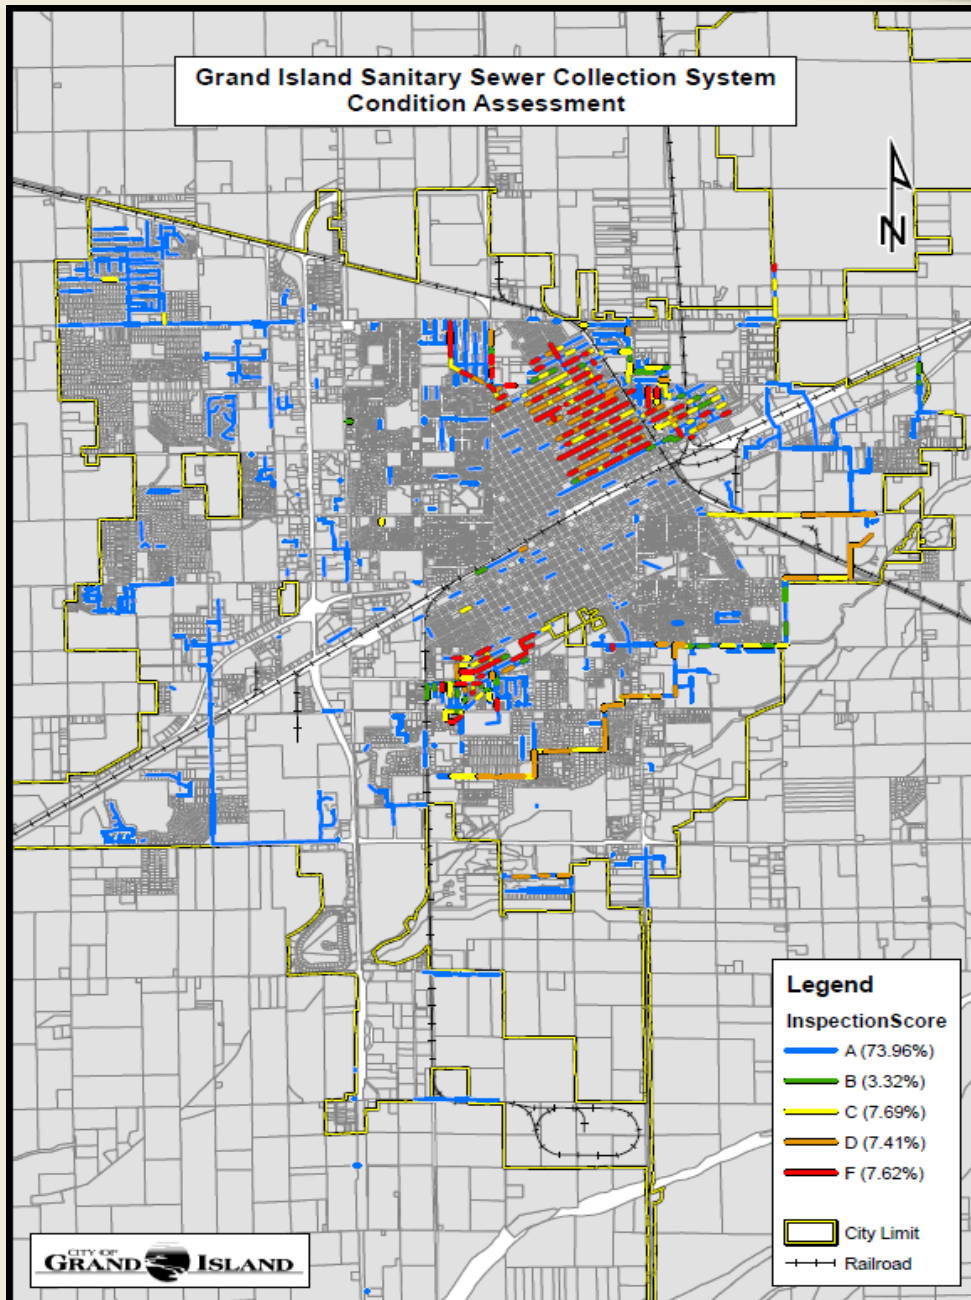 Grand Island Sanitary Sewer Collection System
Condition Assessment
N
Legend
InspectionScore
A (73.96%)
B (3.32%)
C (7.69%)
D (7.41%)
F (7.62%)
City Limit
Railroad
CITY OF
GRAND ISLAND